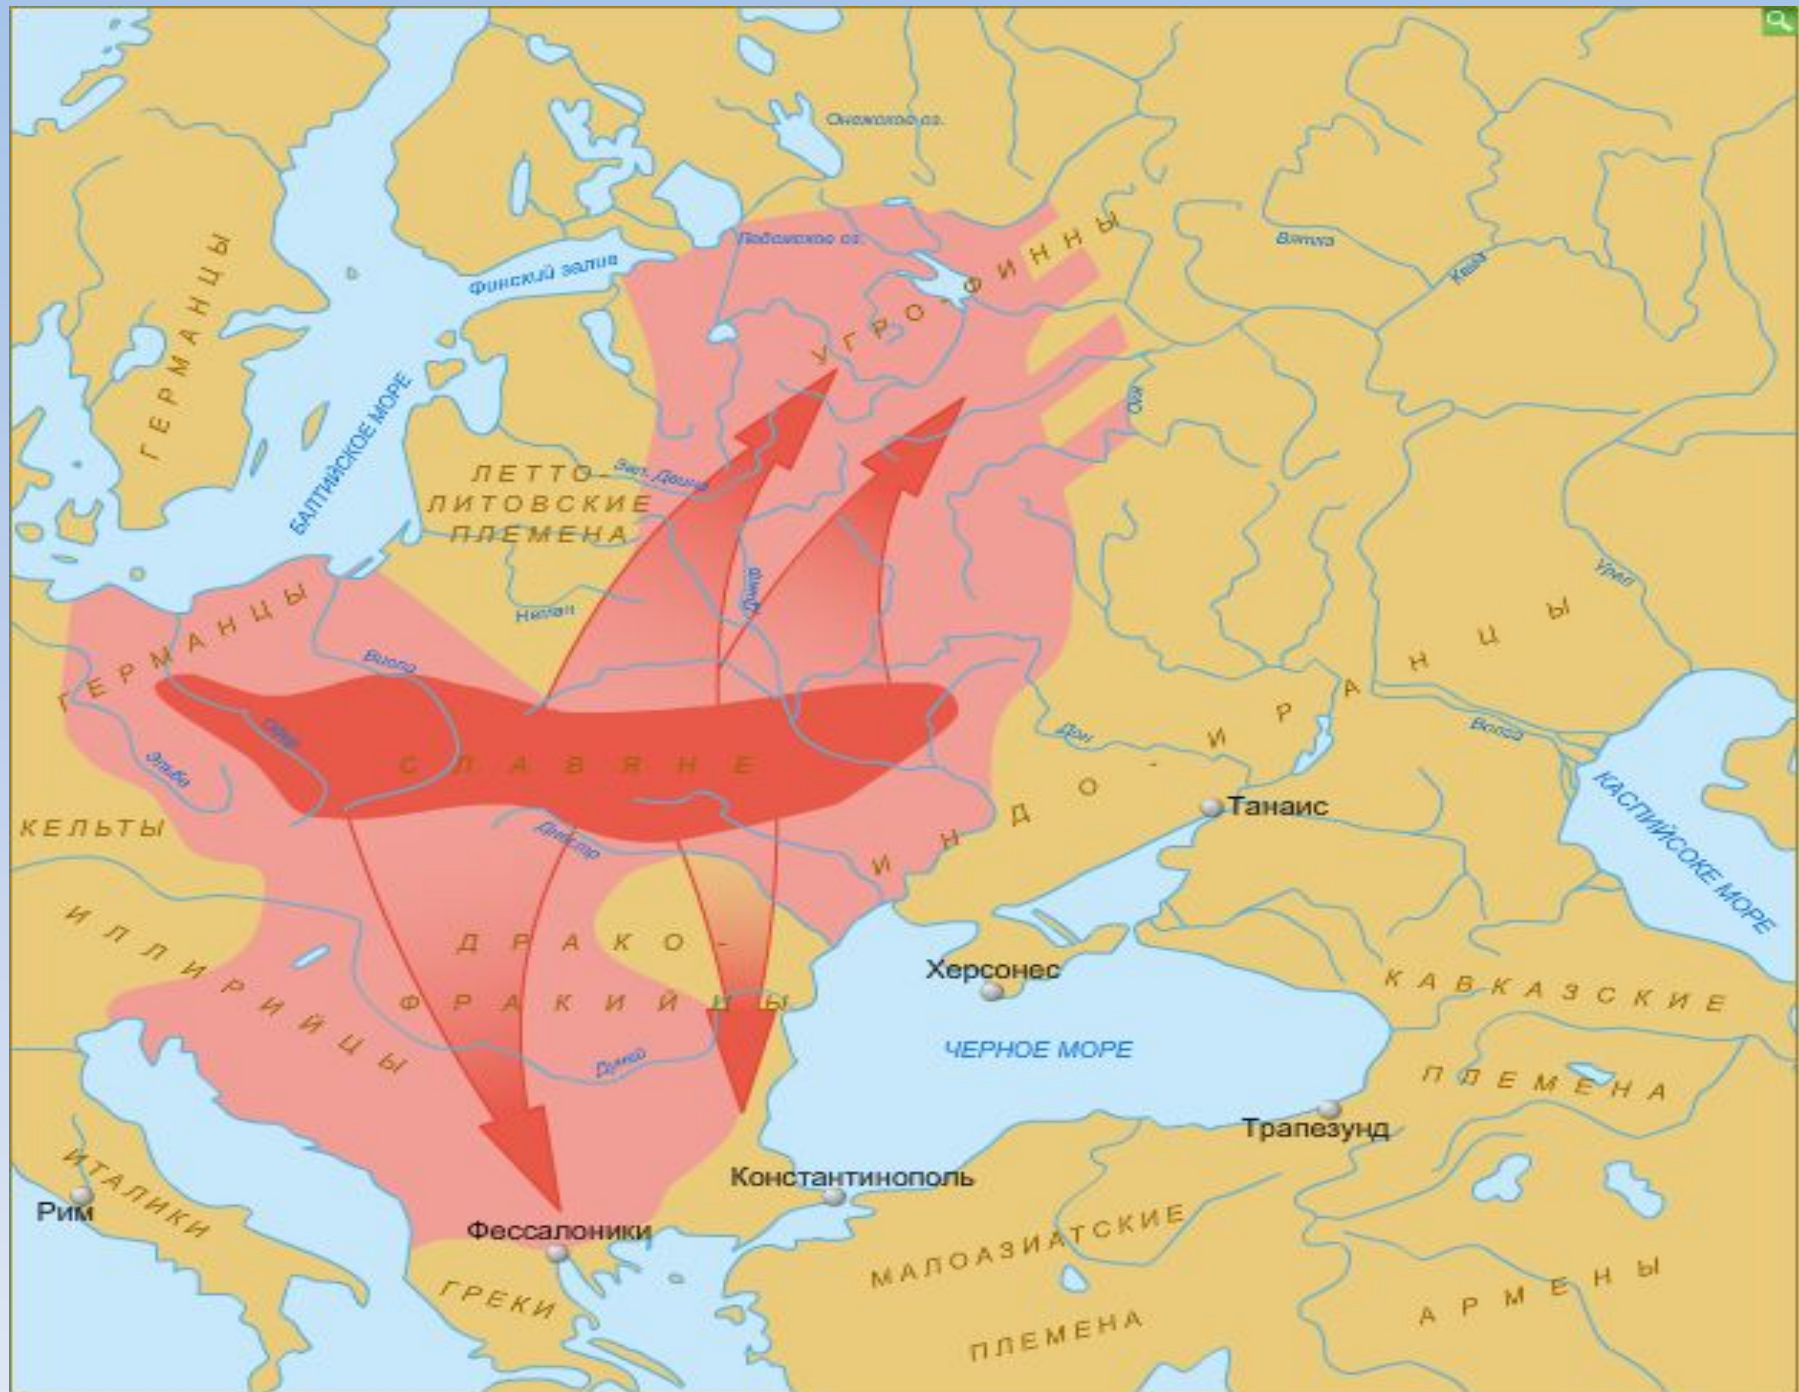 Онежское оз.
Ладожское оз.
УГРО-ФИННЫ
Вятка
Кама
Финский залив
ГЕРМАНЦЫ
БАЛТИЙСКОЕ МОРЕ
Ока
ЛЕТТО-
ЛИТОВСКИЕ
ПЛЕМЕНА
Зап. Двина
Днепр
Неман
Урал
ГЕРМАНЦЫ
Висла
Одер
Эльба
СЛАВЯНЕ
Дон
Волга
ИНДО-ИРАНЦЫ
Танаис
КАСПИЙСОКЕ МОРЕ
КЕЛЬТЫ
Днестр
ИЛЛИРИЙЦЫ
ДРАКО-
ФРАКИЙЦЫ
Дунай
Херсонес
ЧЕРНОЕ МОРЕ
КАВКАЗСКИЕ
ПЛЕМЕНА
Трапезунд
Константинополь
ИТАЛИКИ
Рим
Фессалоники
ГРЕКИ
МАЛОАЗИАТСКИЕ
ПЛЕМЕНА
АРМЕНЫ